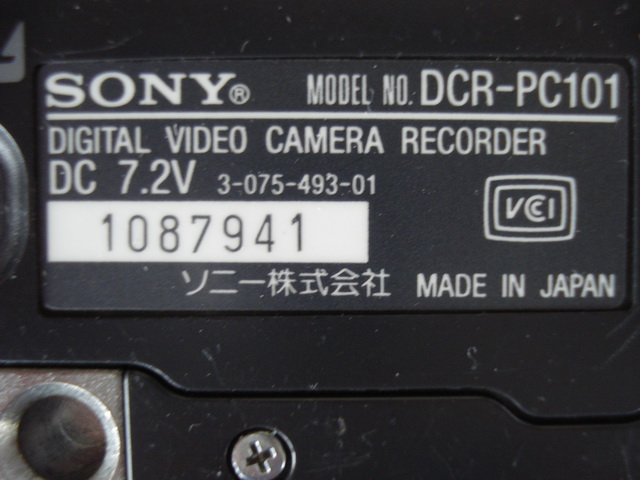 SONY® MODEL NO. DCR-PC101
DIGITAL VIDEO CAMERA RECORDER
DC 7.2V 3-075-493-01
VCCI
1087941
ソニー株式会社 MADE IN JAPAN